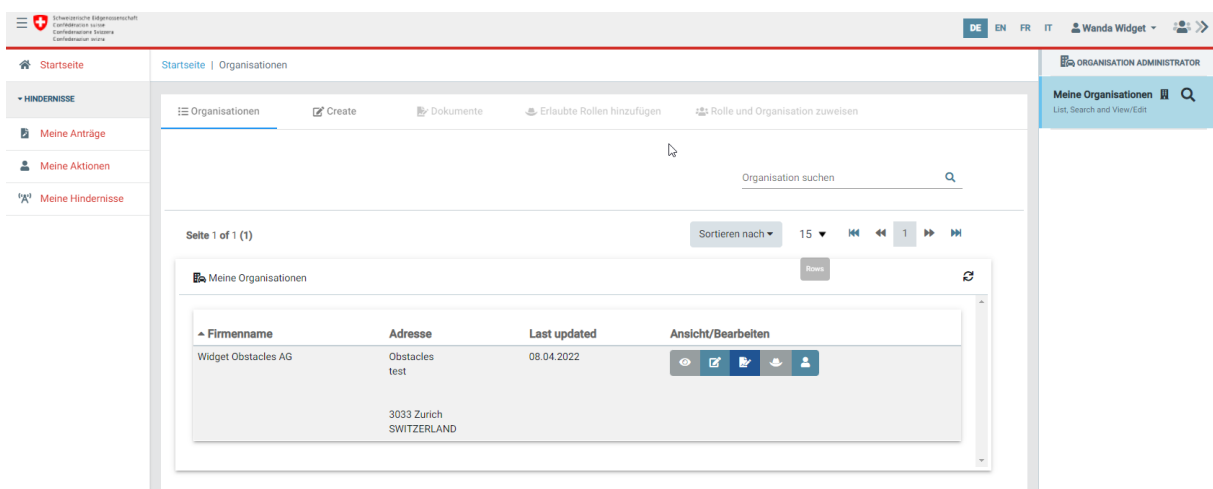 Schweizerische Eidgenossenschaft
Confédération suisse
Confederazione Svizzera
Confederaziun svizra
DE EN FR IT Wanda Widget
Startseite
HINDERNISSE
Meine Anträge
Meine Aktionen
Meine Hindernisse
Startseite | Organisationen
Organisationen Create Dokumente Erlaubte Rollen hinzufügen Rolle und Organisation zuweisen
Organisation suchen
Seite 1 of 1 (1) Sortieren nach 15 1
Rows
Meine Organisationen
Firmenname Adresse Last updated Ansicht/Bearbeiten
Widget Obstacles AG Obstacles 08.04.2022
test
3033 Zurich
SWITZERLAND
ORGANISATION ADMINISTRATOR
Meine Organisationen
List, Search and View/Edit